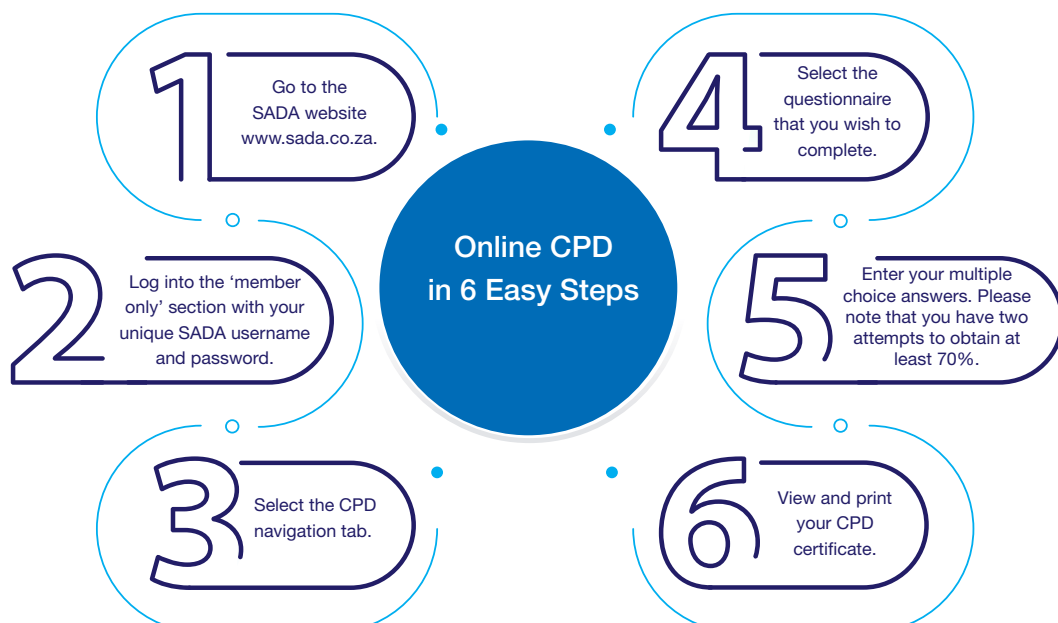 Online CPD
in 6 Easy Steps
1
Go to the
SADA website
www.sada.co.za.
2
Log into the ‘member
only’ section with your
unique SADA username
and password.
3
Select the CPD
navigation tab.
4
Select the
questionnaire
that you wish to
complete.
5
Enter your multiple
choice answers. Please
note that you have two
attempts to obtain at
least 70%.
6
View and print
your CPD
certificate.